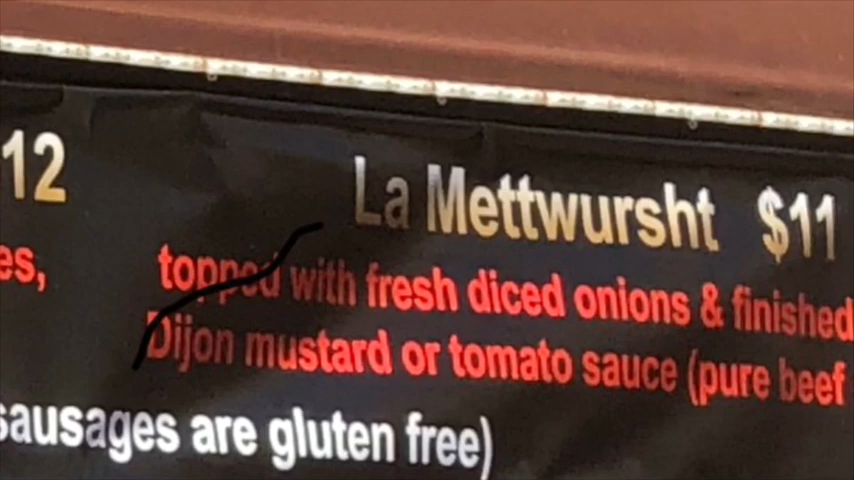 12
La Mettwursht $11
es,
topped with fresh diced onions & finished
Dijon mustard or tomato sauce (pure beef
sausages are gluten free)